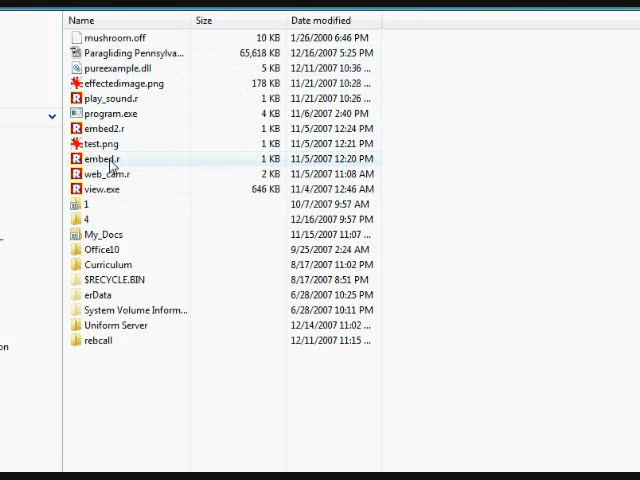 Name Size Date modified
mushroom.off 10 KB 1/26/2000 6:46 PM
Paragliding Pennsylva... 65,618 KB 12/16/2007 5:25 PM
pureexample.dll 5 KB 12/11/2007 10:36 ...
effectedimage.png 178 KB 11/21/2007 10:28 ...
play_sound.r 1 KB 11/21/2007 10:26 ...
program.exe 4 KB 11/6/2007 2:40 PM
embed2.r 1 KB 11/5/2007 12:24 PM
test.png 1 KB 11/5/2007 12:21 PM
embed.r 1 KB 11/5/2007 12:20 PM
web_cam.r 2 KB 11/5/2007 11:08 AM
view.exe 646 KB 11/4/2007 12:46 AM
1 10/7/2007 9:57 AM
4 12/16/2007 9:57 PM
My_Docs 11/15/2007 11:07 ...
Office10 9/25/2007 2:24 AM
Curriculum 8/17/2007 11:02 PM
$RECYCLE.BIN 8/17/2007 8:51 PM
erData 6/28/2007 10:25 PM
System Volume Inform... 6/28/2007 10:11 PM
Uniform Server 12/14/2007 11:02 ...
on
rebcall 12/11/2007 11:15 ...